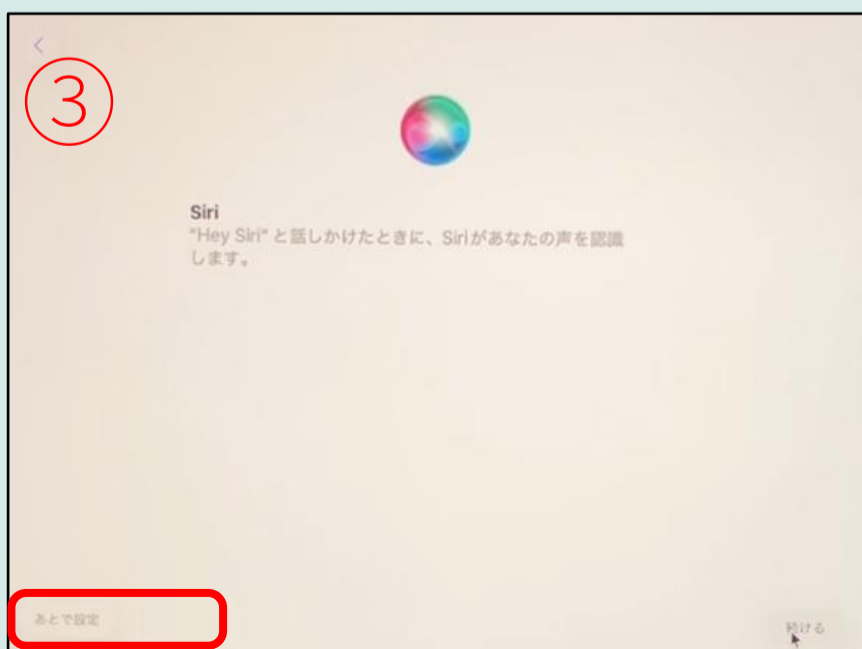 ③
Siri
"Hey Siri" と話しかけたときに、Siriがあなたの声を認識
します。
あとで設定
続ける